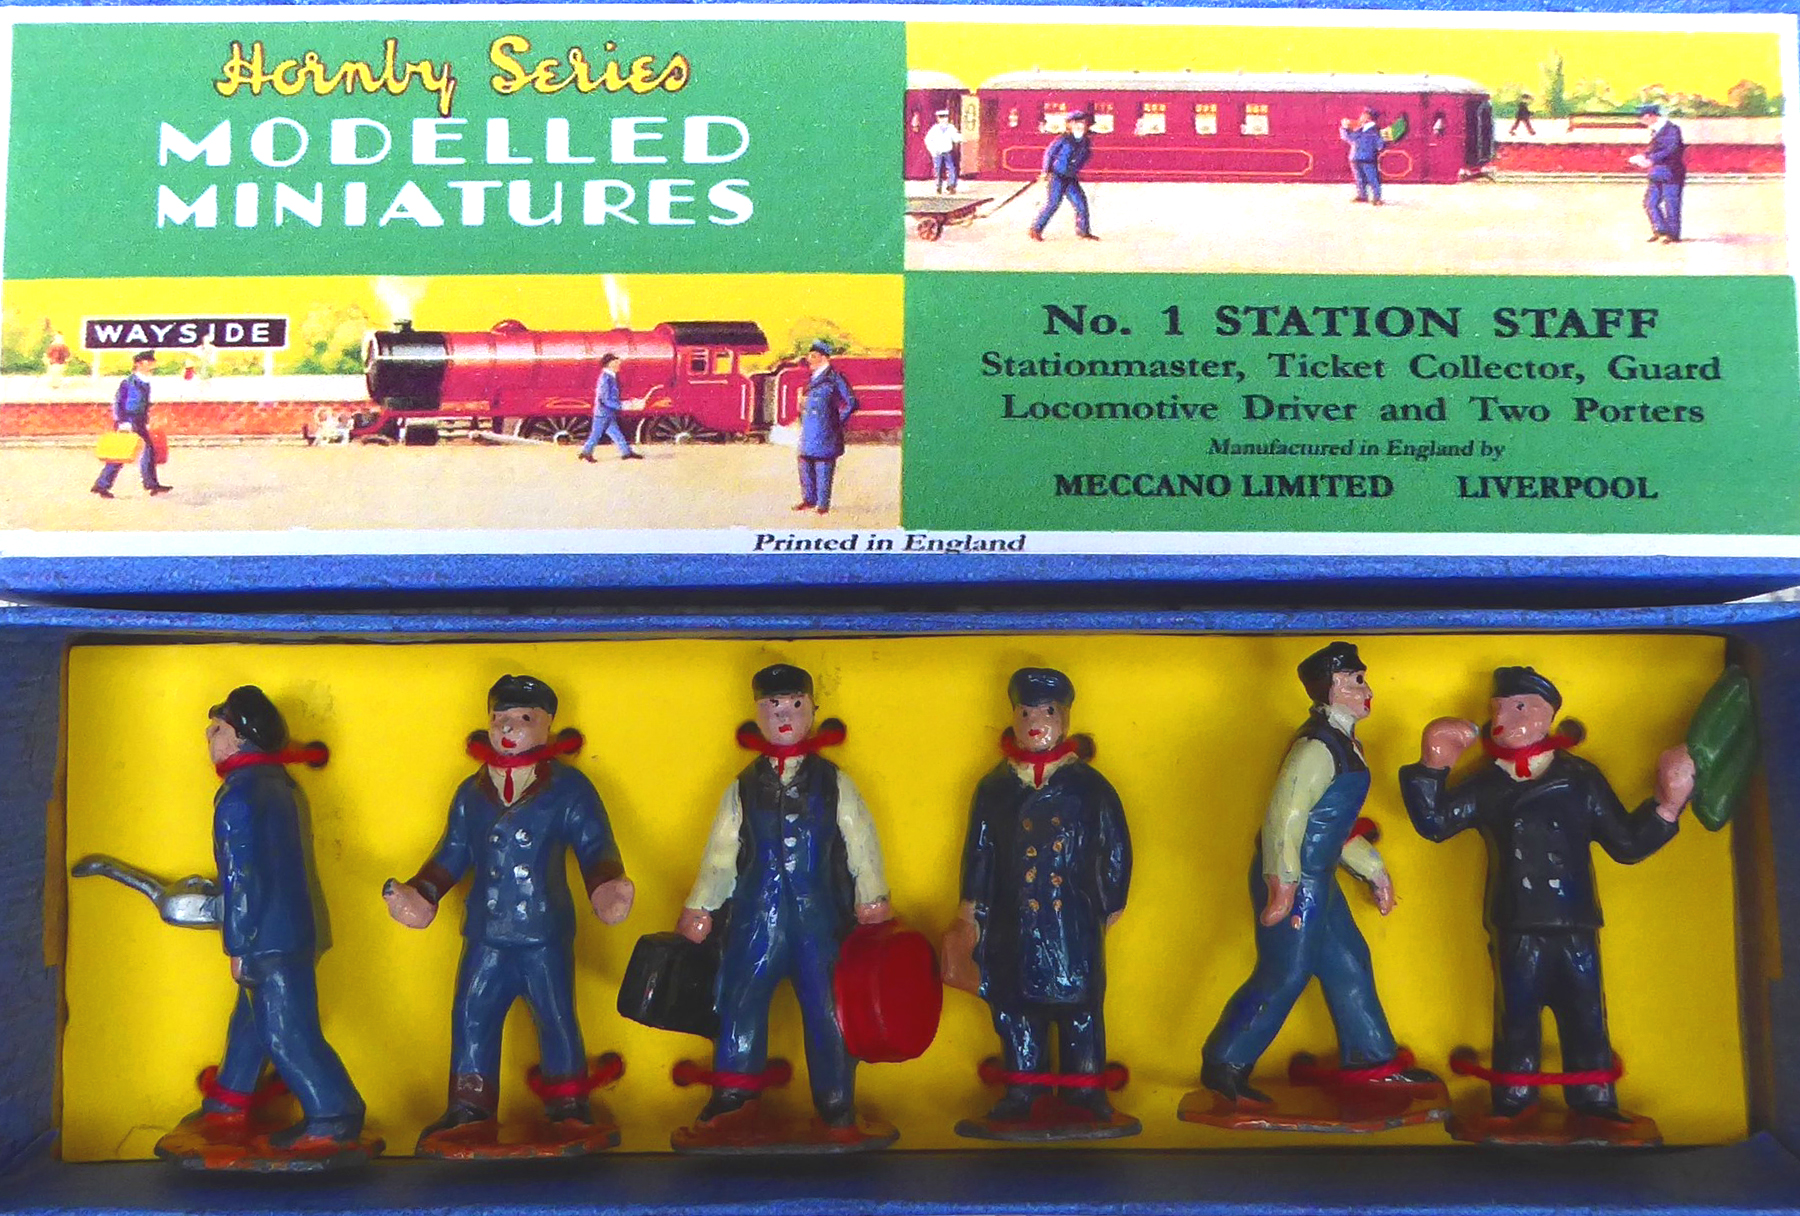 Hornby Series
MODELLED
MINIATURES
WAYSIDE
No. 1 STATION STAFF
Stationmaster, Ticket Collector, Guard
Locomotive Driver and Two Porters
Manufactured in England by
MECCANO LIMITED LIVERPOOL
Printed in England